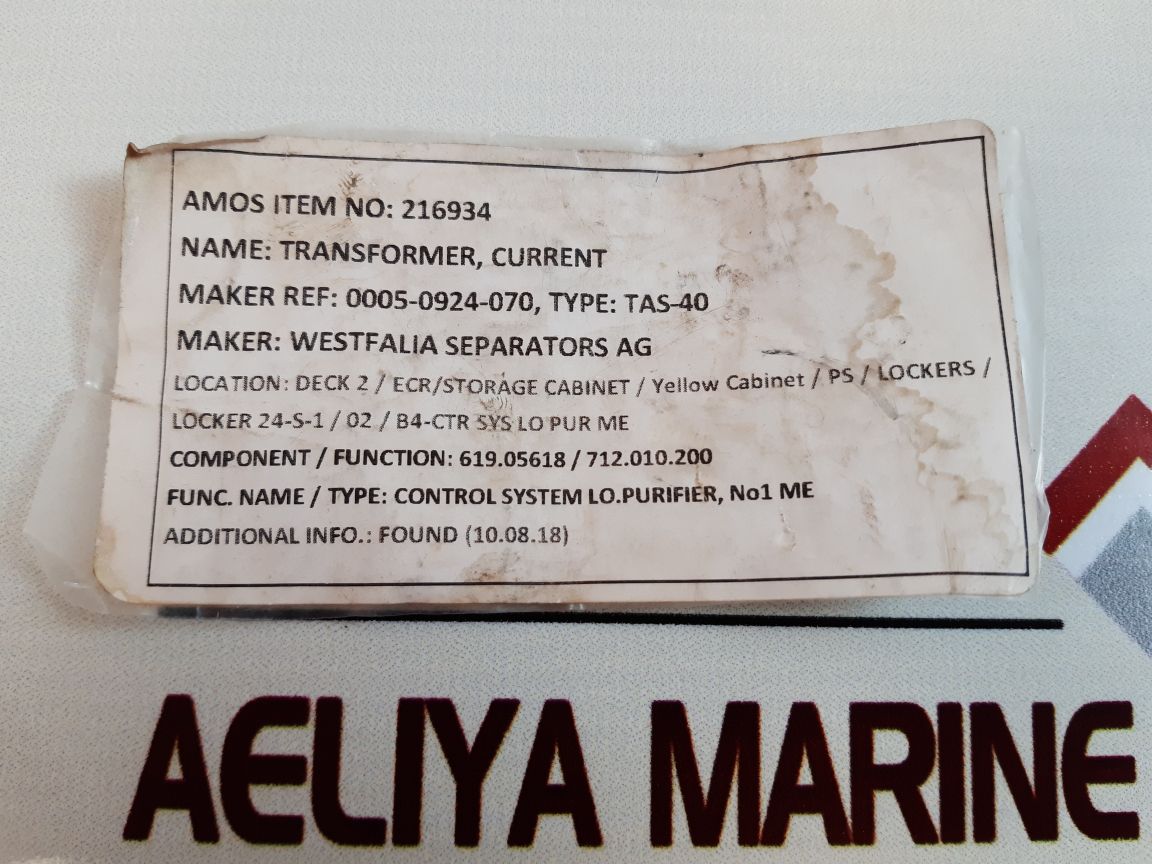 AMOS ITEM NO: 216934
NAME: TRANSFORMER, CURRENT
MAKER REF: 0005-0924-070, TYPE: TAS-40
MAKER: WESTFALIA SEPARATORS AG
LOCATION: DECK 2 / ECR/STORAGE CABINET / Yellow Cabinet / PS / LOCKERS /
LOCKER 24-S-1 / 02 / B4-CTR SYS LO PUR ME
COMPONENT / FUNCTION: 619.05618 / 712.010.200
FUNC. NAME / TYPE: CONTROL SYSTEM LO.PURIFIER, No1 ME
ADDITIONAL INFO.: FOUND (10.08.18)
AELIYA MARINE